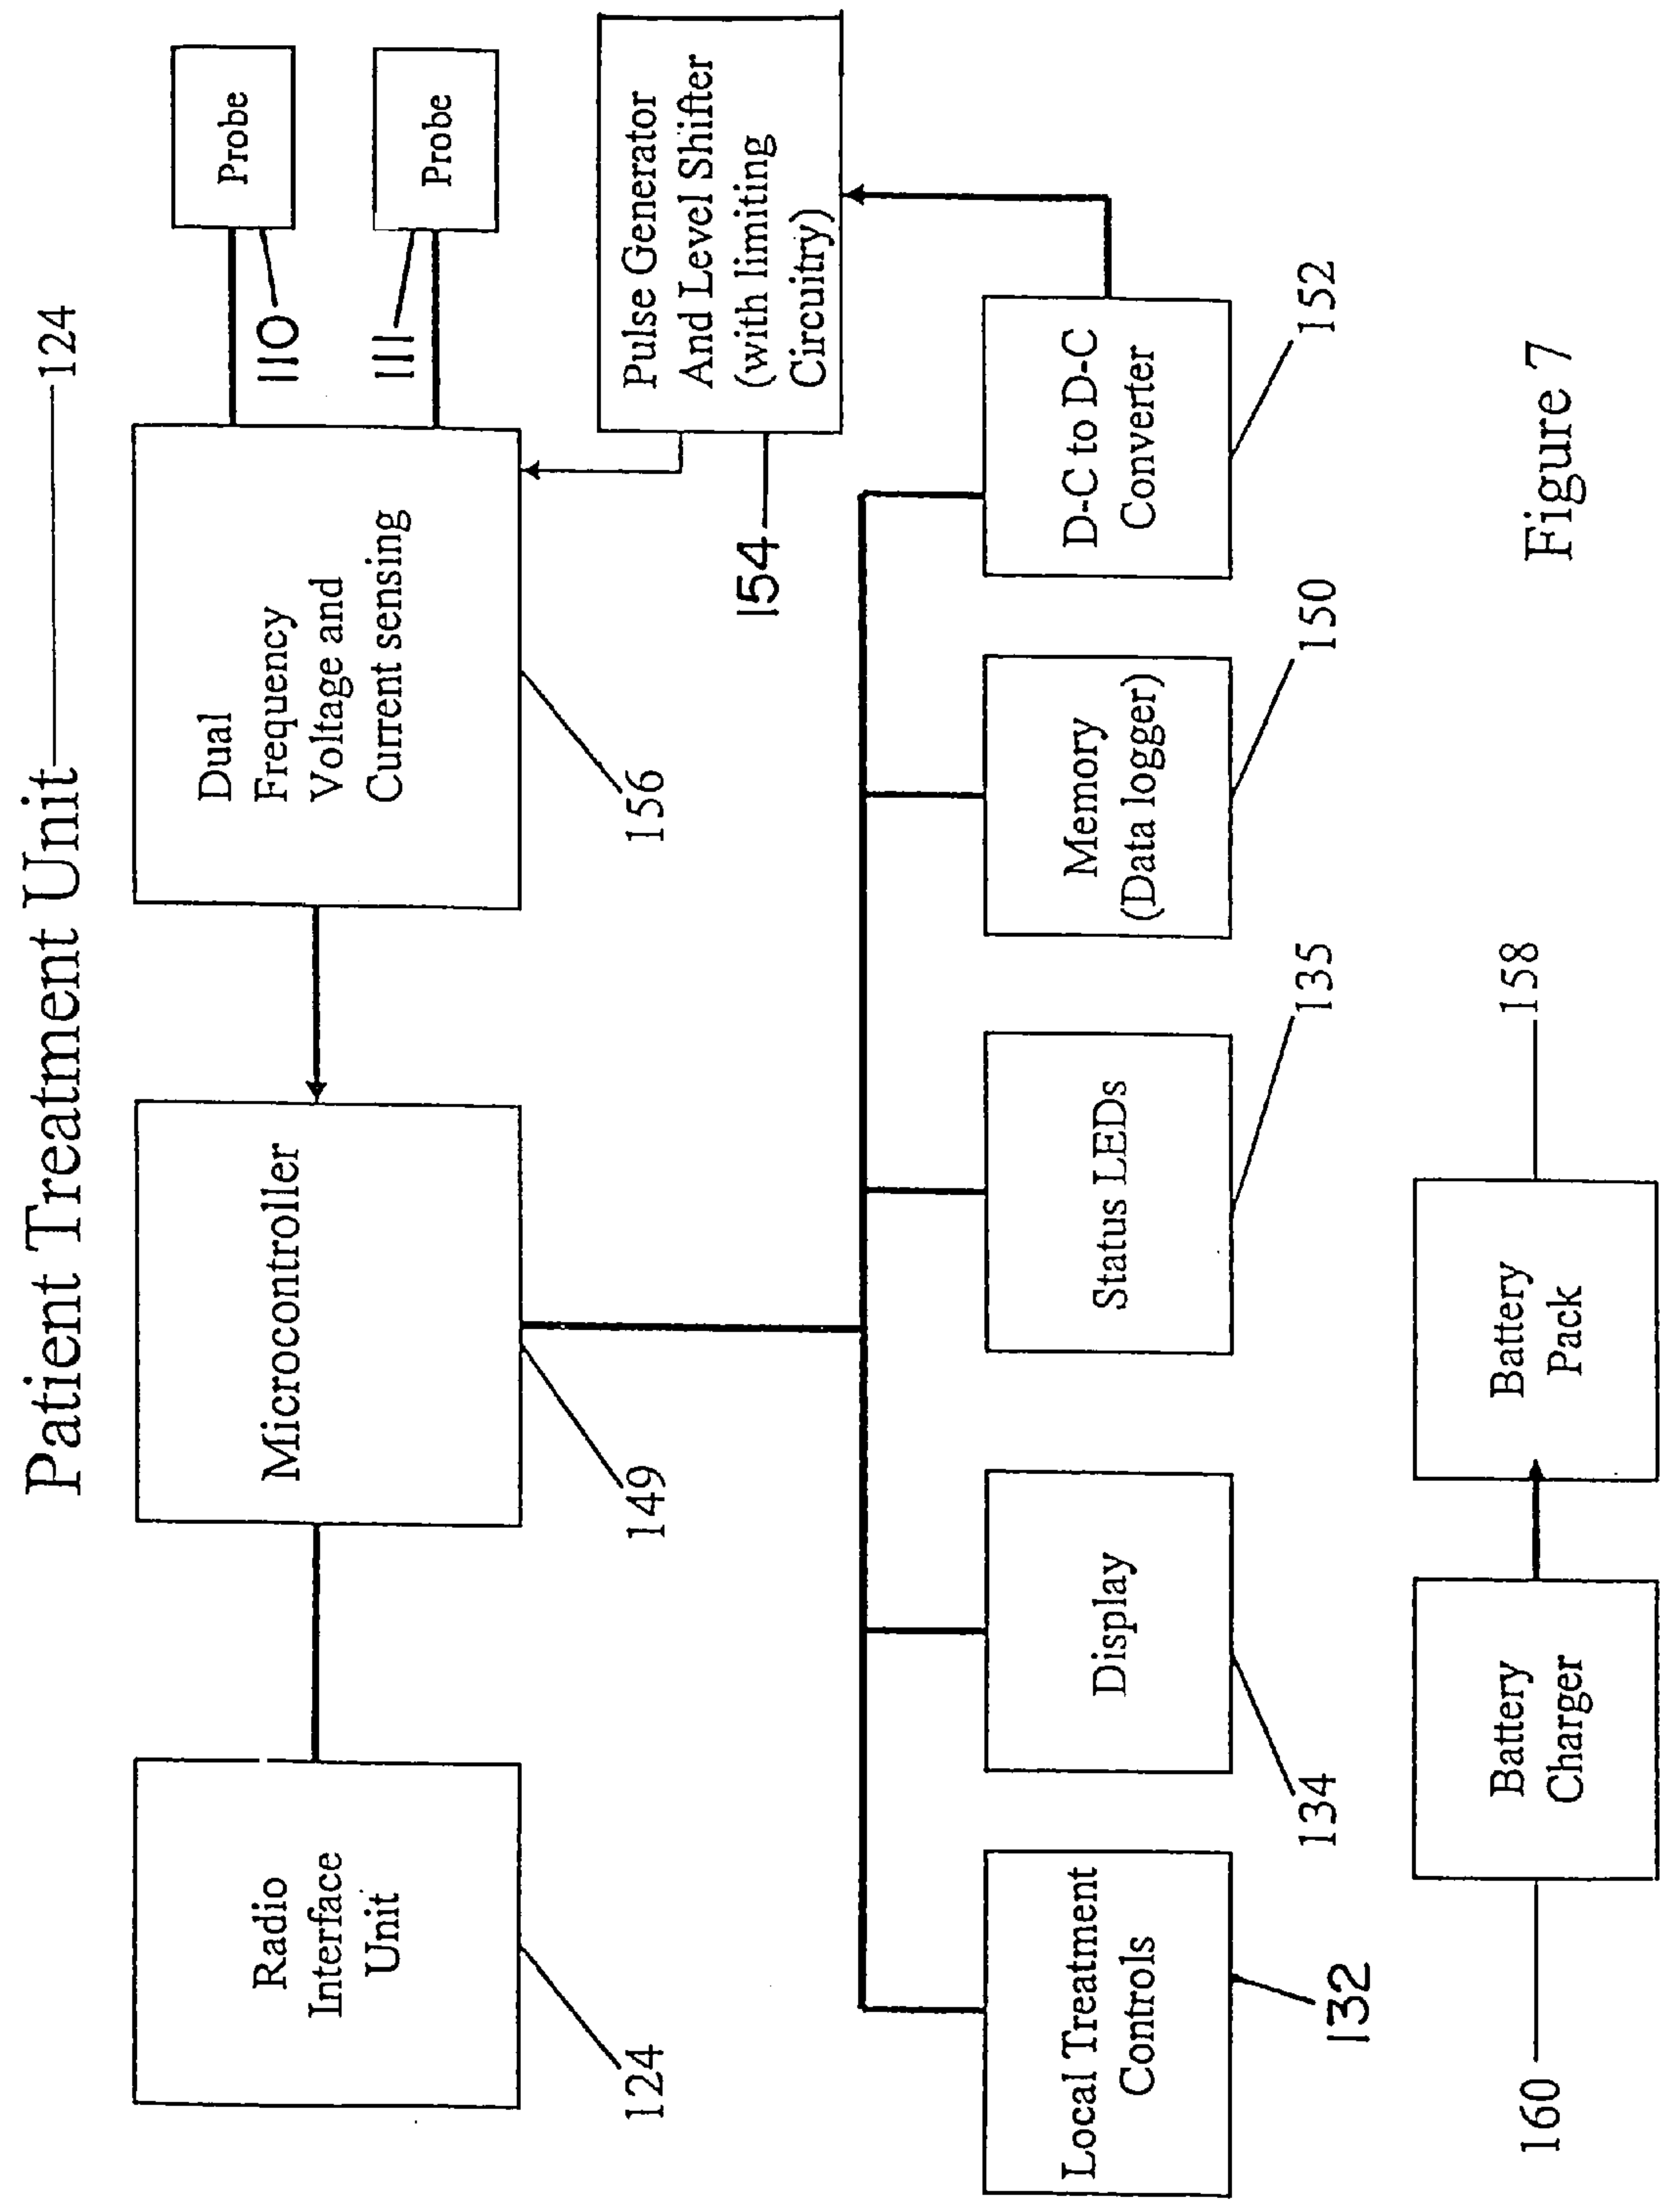 Patient Treatment Unit 124
Radio
Interface
Unit
124
Microcontroller
149
Dual
Frequency
Voltage and
Current sensing
156
Probe
110
Probe
111
Pulse Generator
And Level Shifter
(with limiting
Circuitry)
154
Local Treatment
Controls
132
Display
134
Status LEDs
135
Memory
(Data logger)
150
D-C to D-C
Converter
152
Battery
Charger
160
Battery
Pack
158
Figure 7